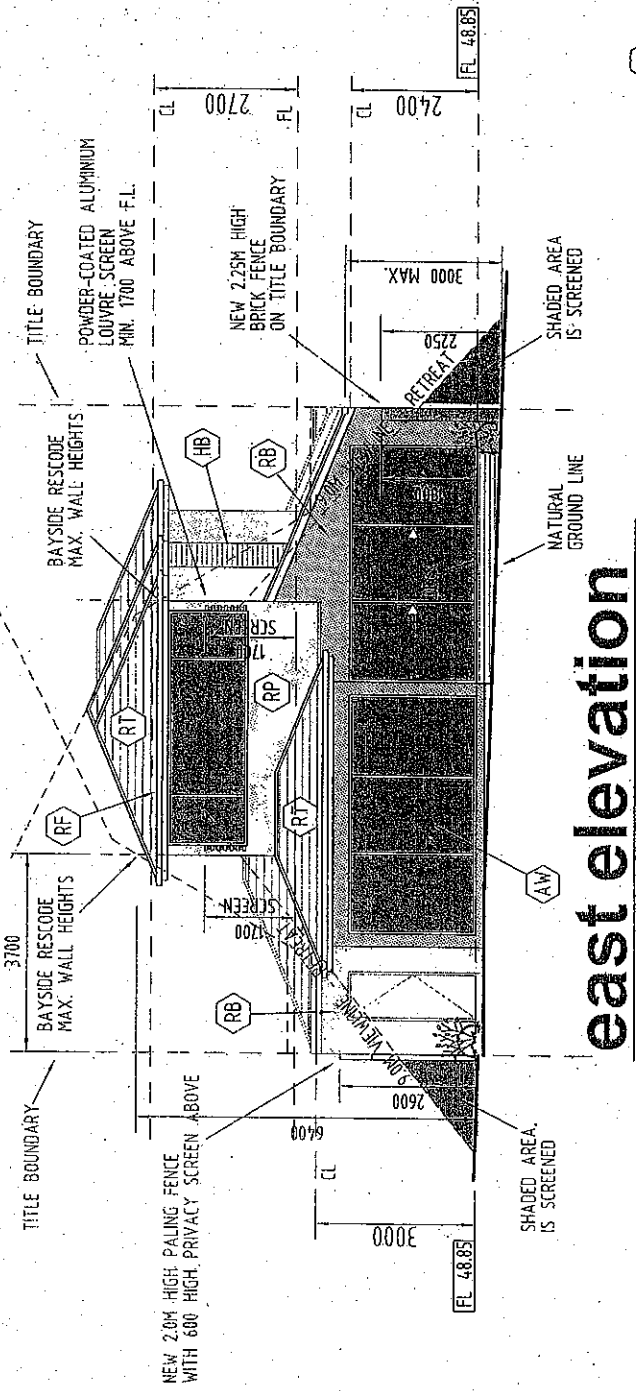 TITLE BOUNDARY
3700
BAYSIDE RESCODE
MAX. WALL HEIGHTS
NEW 2.0M HIGH PALING FENCE
WITH 600 HIGH PRIVACY SCREEN ABOVE
6400
CL
3000
FL 48.85
2600
SHADED AREA
IS SCREENED
9.0M VIEWLINE
RETREAT
RB
SCREEN
1700
RF
RT
RT
RP
SCREEN
1700
AW
BAYSIDE RESCODE
MAX. WALL HEIGHTS
TITLE BOUNDARY
POWDER-COATED ALUMINIUM
LOUVRE SCREEN
MIN. 1700 ABOVE F.L.
HB
RB
NEW 2.25M HIGH
BRICK FENCE
ON TITLE BOUNDARY
RETREAT
2250
3000 MAX.
CL
2700
FL
CL
2400
FL 48.85
SHADED AREA
IS SCREENED
NATURAL
GROUND LINE
east elevation